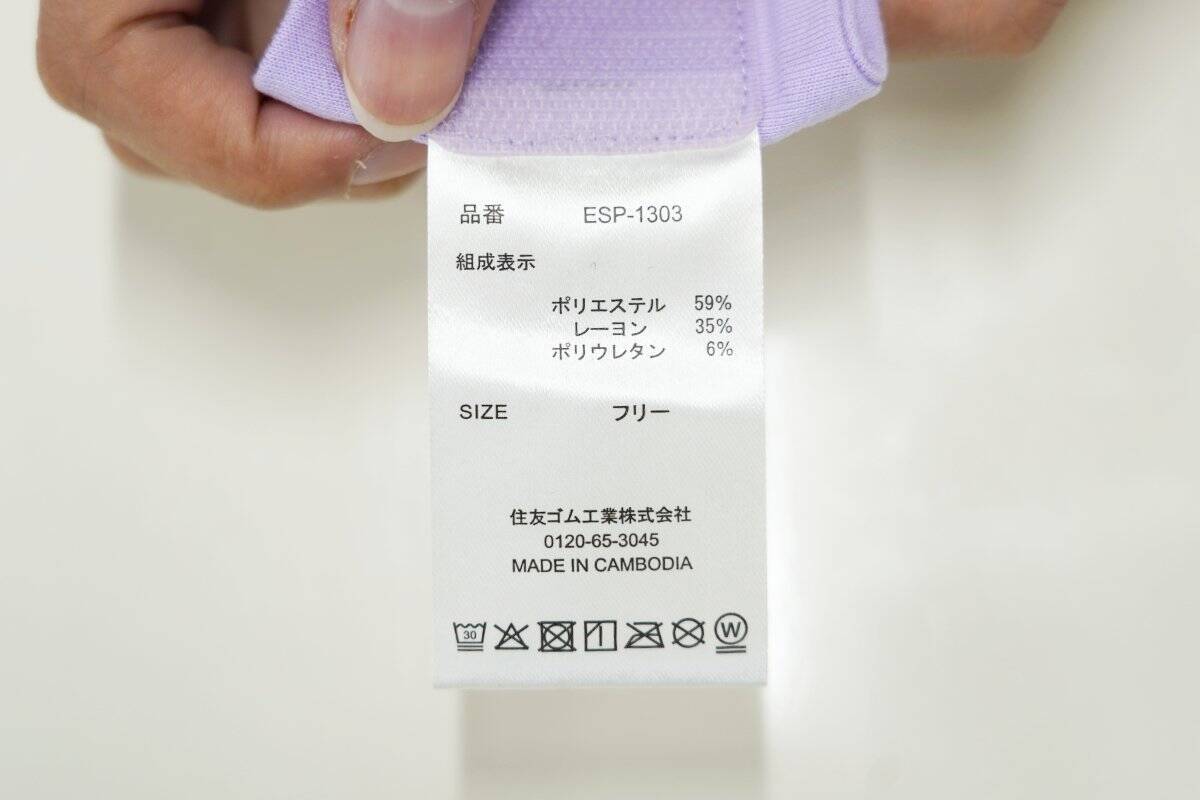 品番 ESP-1303
組成表示
ポリエステル 59%
レーヨン 35%
ポリウレタン 6%
SIZE フリー
住友ゴム工業株式会社
0120-65-3045
MADE IN CAMBODIA
30 W